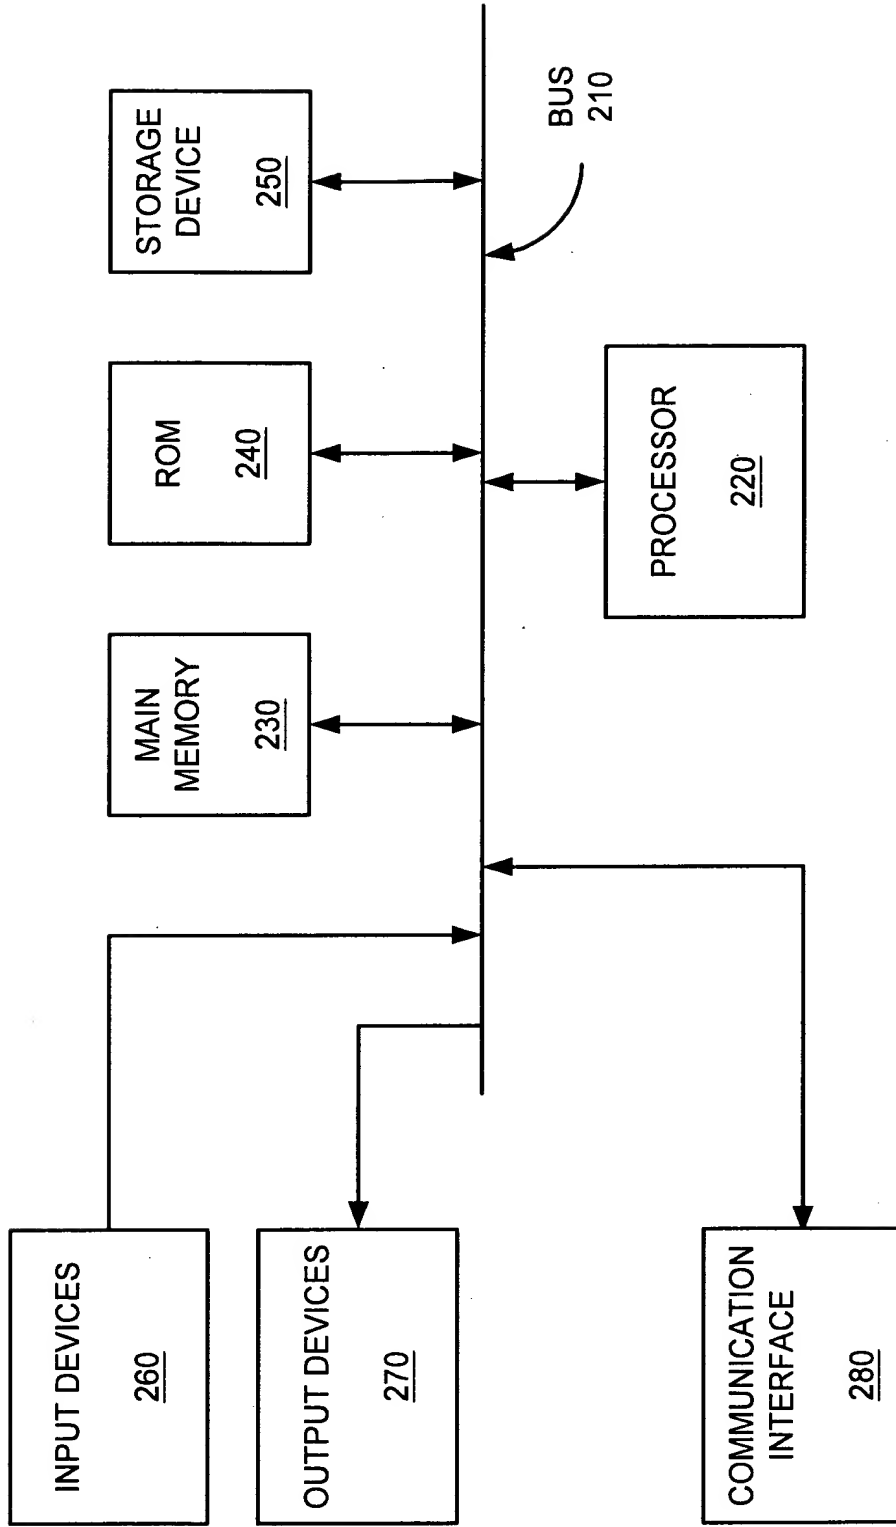 INPUT DEVICES
260
OUTPUT DEVICES
270
COMMUNICATION
INTERFACE
280
MAIN
MEMORY
230
ROM
240
STORAGE
DEVICE
250
PROCESSOR
220
BUS
210